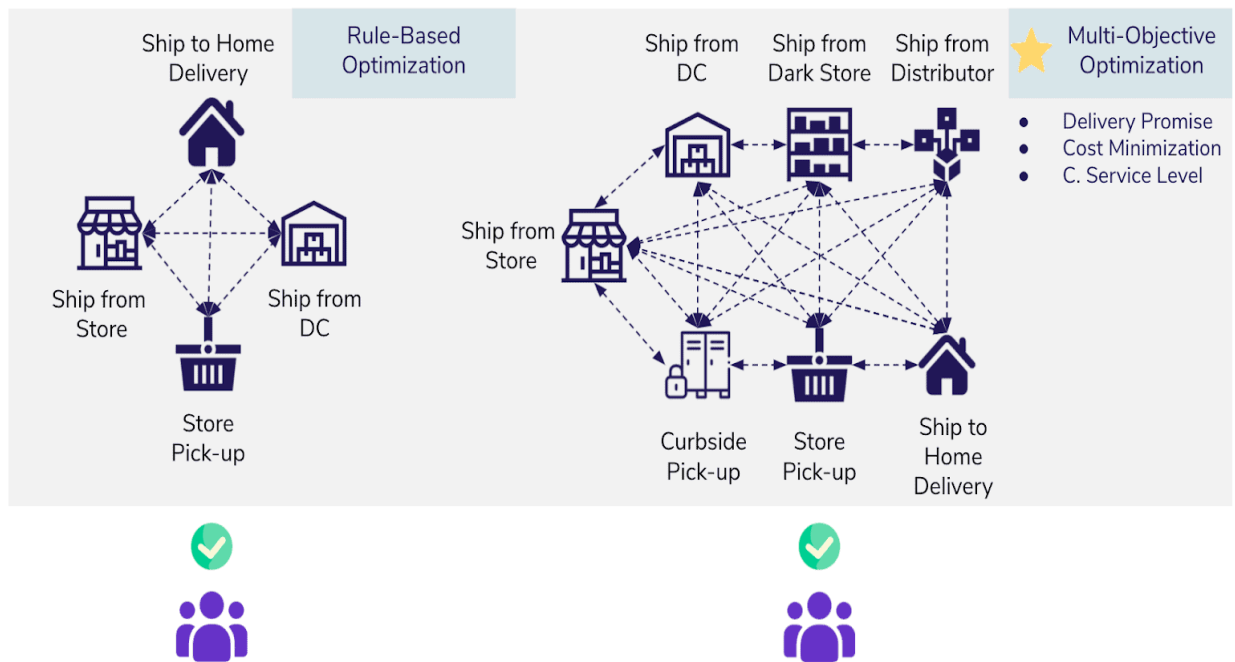 Ship to Home
Delivery
Rule-Based
Optimization
Ship from
Store
Ship from
DC
Store
Pick-up
Ship from
DC
Ship from
Dark Store
Ship from
Distributor
Multi-Objective
Optimization
• Delivery Promise
• Cost Minimization
• C. Service Level
Ship from
Store
Curbside
Pick-up
Store
Pick-up
Ship to
Home
Delivery